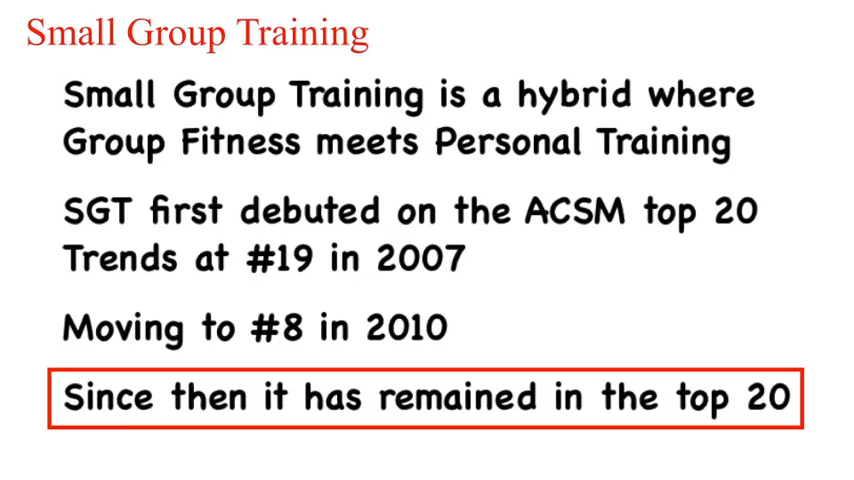 Small Group Training
Small Group Training is a hybrid where
Group Fitness meets Personal Training
SGT first debuted on the ACSM top 20
Trends at #19 in 2007
Moving to #8 in 2010
Since then it has remained in the top 20